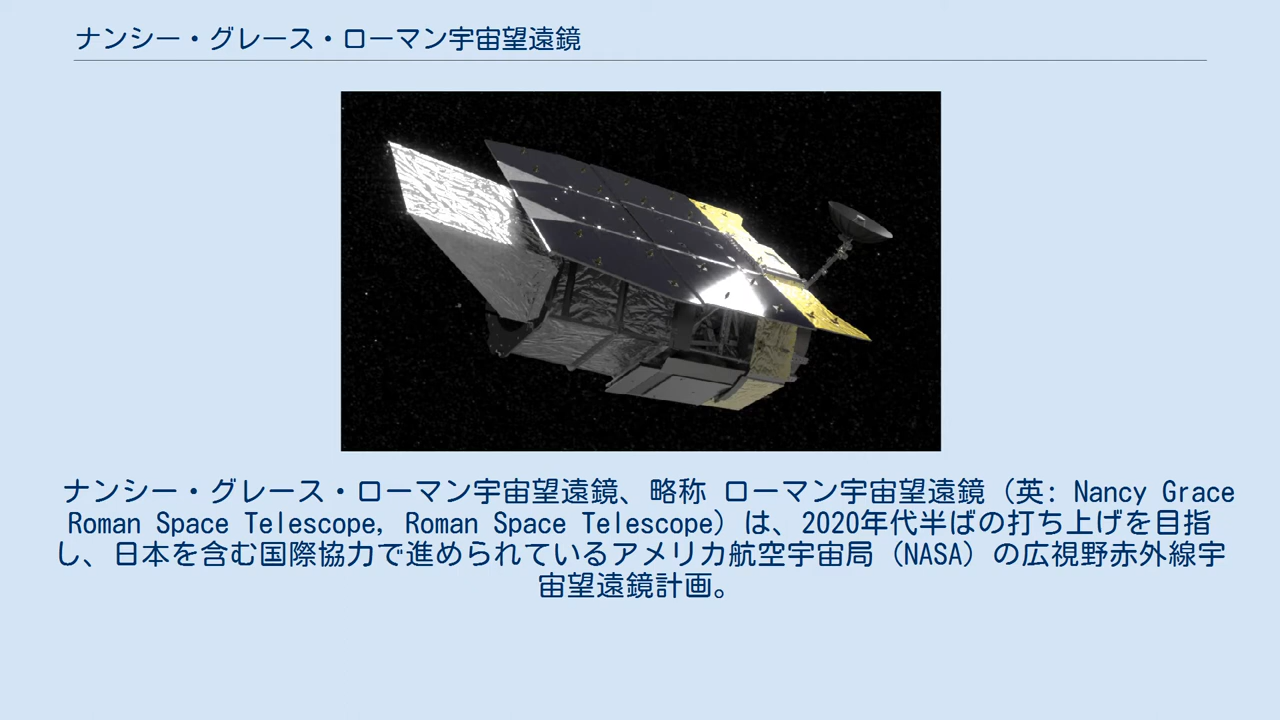 ナンシー・グレース・ローマン宇宙望遠鏡
ナンシー・グレース・ローマン宇宙望遠鏡、略称 ローマン宇宙望遠鏡（英: Nancy Grace
Roman Space Telescope, Roman Space Telescope）は、2020年代半ばの打ち上げを目指
し、日本を含む国際協力で進められているアメリカ航空宇宙局（NASA）の広視野赤外線宇
宙望遠鏡計画。